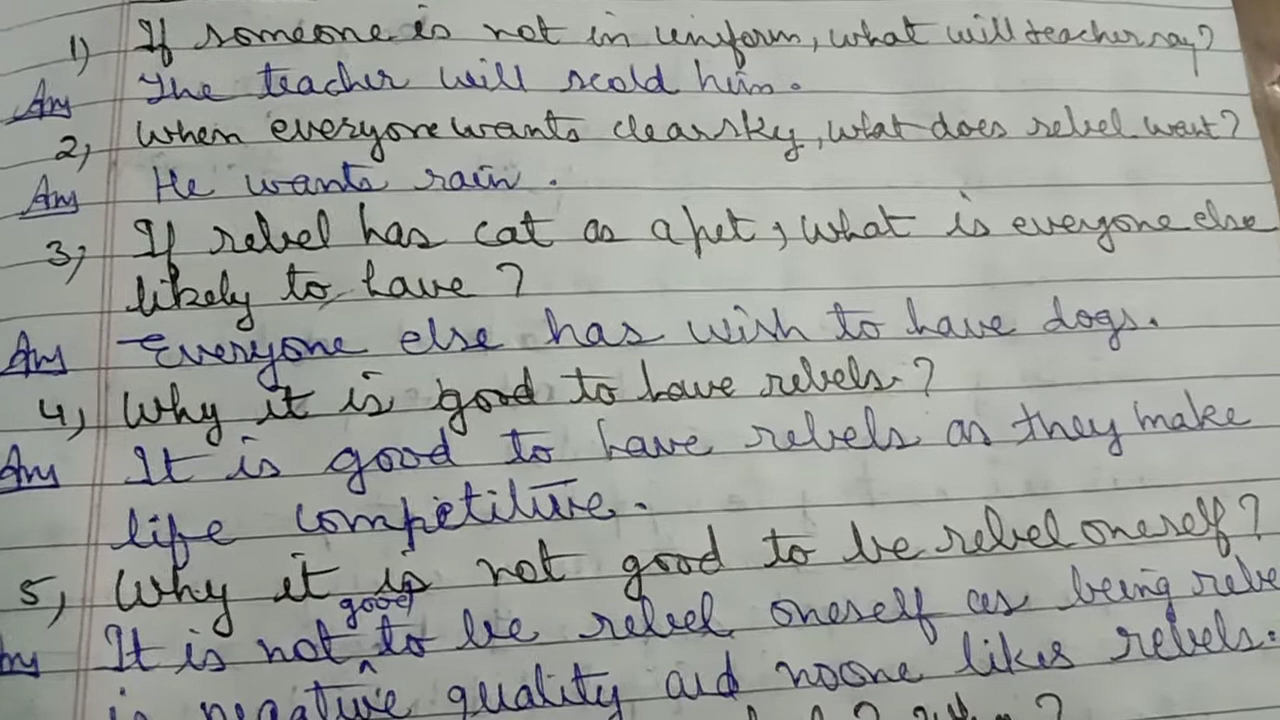 1) If someone is not in uniform, what will teacher say?
Ans The teacher will scold him.
2, When everyone wants clear sky, what does rebel want?
Ans He wants rain.
3, If rebel has cat as a pet, what is everyone else
likely to have?
Ans Everyone else has wish to have dogs.
4, Why it is good to have rebels?
Ans It is good to have rebels as they make
life competitive.
5, Why it is not good to be rebel oneself?
Ans It is not good to be rebel oneself as being rebe
is negative quality and noone likes rebels.